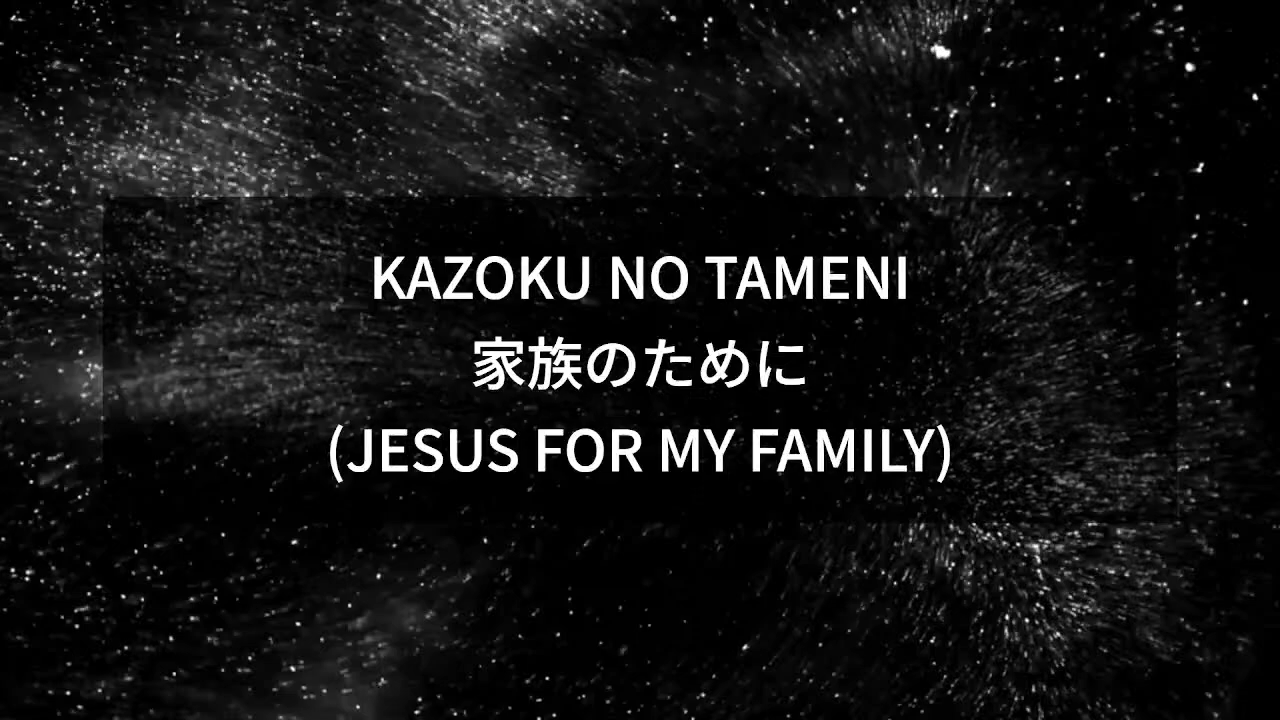 KAZOKU NO TAMENI
家族のために
(JESUS FOR MY FAMILY)